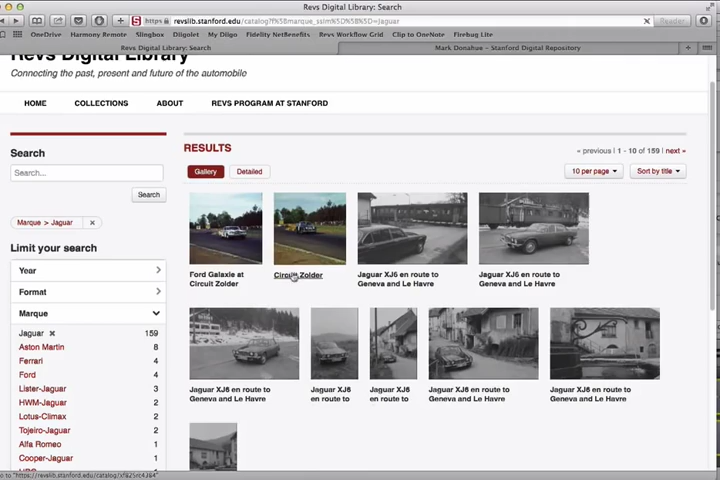 Revs Digital Library: Search
https revslib.stanford.edu/catalog?f%5Bmarque_ssim%5D%5B%5D=Jaguar
Reader
OneDrive Harmony Remote Slingbox Diigolet My Diigo Fidelity NetBenefits Revs Workflow Grid Clip to OneNote Firebug Lite
Revs Digital Library: Search Mark Donahue – Stanford Digital Repository
Revs Digital Library
Connecting the past, present and future of the automobile
HOME COLLECTIONS ABOUT REVS PROGRAM AT STANFORD
Search
Search...
Search
Marque > Jaguar
Limit your search
Year
Format
Marque
Jaguar 159
Aston Martin 8
Ferrari 4
Ford 4
Lister-Jaguar 3
HWM-Jaguar 2
Lotus-Climax 2
Tojeiro-Jaguar 2
Alfa Romeo 1
Cooper-Jaguar 1
RESULTS
« previous | 1 - 10 of 159 | next »
Gallery Detailed
10 per page Sort by title
Ford Galaxie at
Circuit Zolder
Circuit Zolder
Jaguar XJ6 en route to
Geneva and Le Havre
Jaguar XJ6 en route to
Geneva and Le Havre
Jaguar XJ6 en route to
Geneva and Le Havre
Jaguar XJ6
en route to
Jaguar XJ6
en route to
Jaguar XJ6 en route to
Geneva and Le Havre
Jaguar XJ6 en route to
Geneva and Le Havre